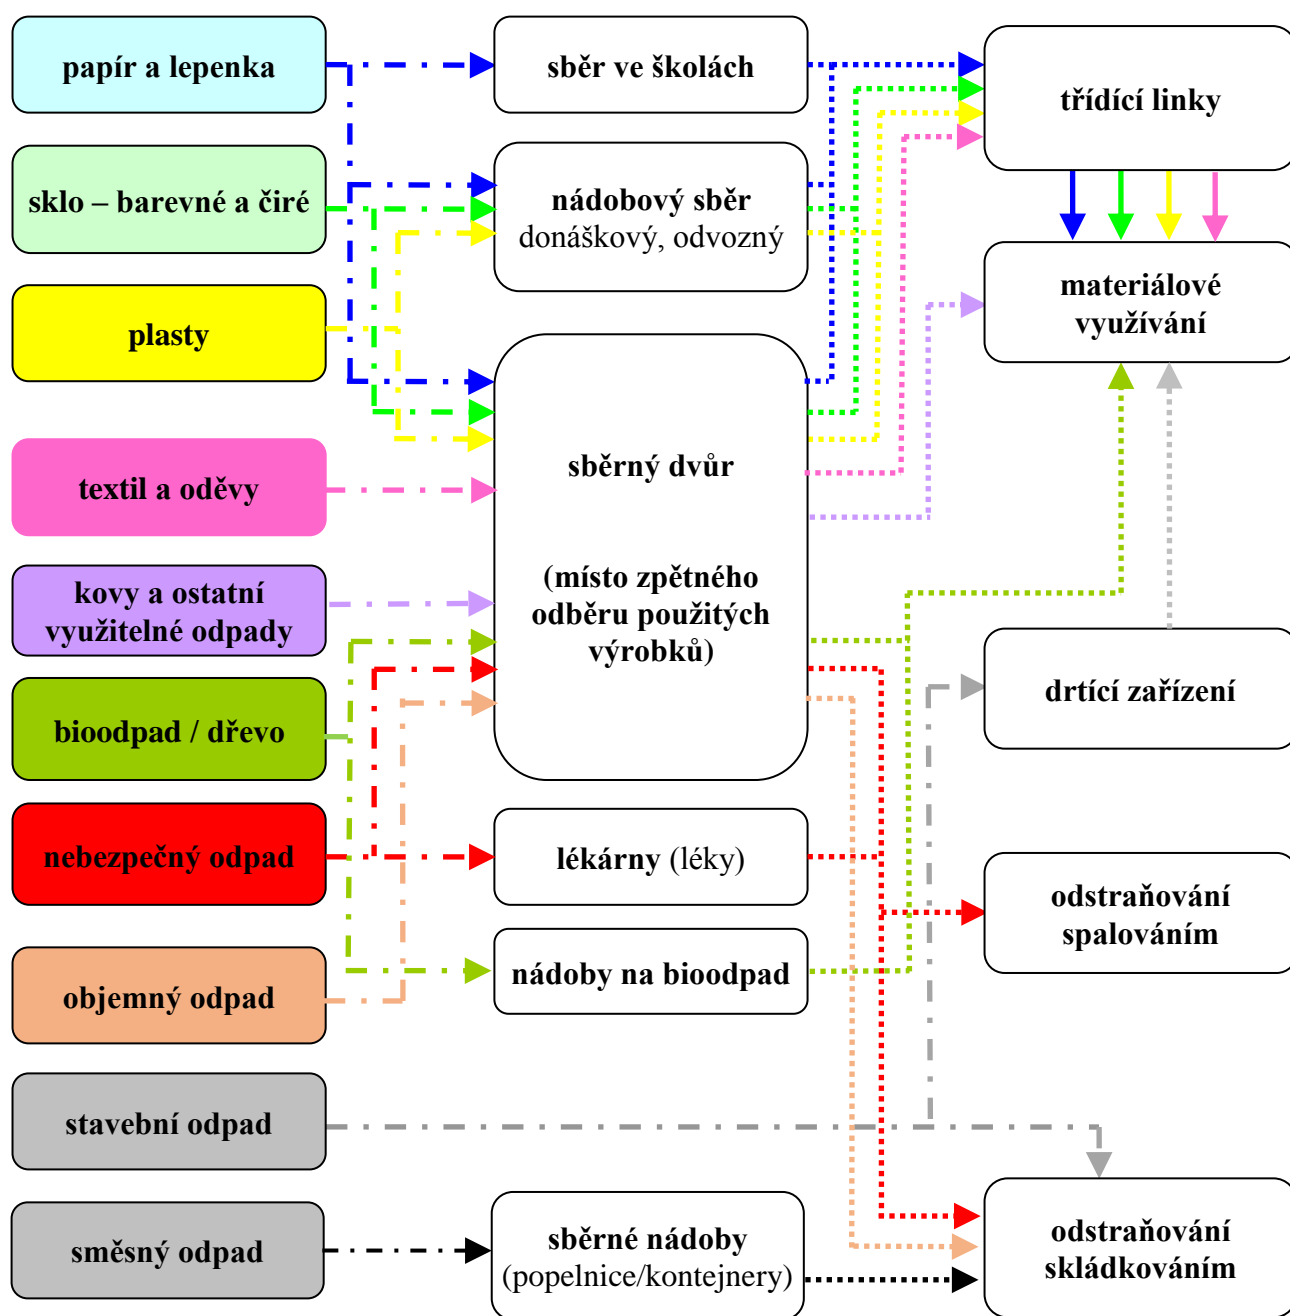 papír a lepenka
sklo – barevné a čiré
plasty
textil a oděvy
kovy a ostatní
využitelné odpady
bioodpad / dřevo
nebezpečný odpad
objemný odpad
stavební odpad
směsný odpad
sběr ve školách
nádobový sběr
donáškový, odvozný
sběrný dvůr
(místo zpětného
odběru použitých
výrobků)
lékárny (léky)
nádoby na bioodpad
sběrné nádoby
(popelnice/kontejnery)
třídící linky
materiálové
využívání
drtící zařízení
odstraňování
spalováním
odstraňování
skládkováním